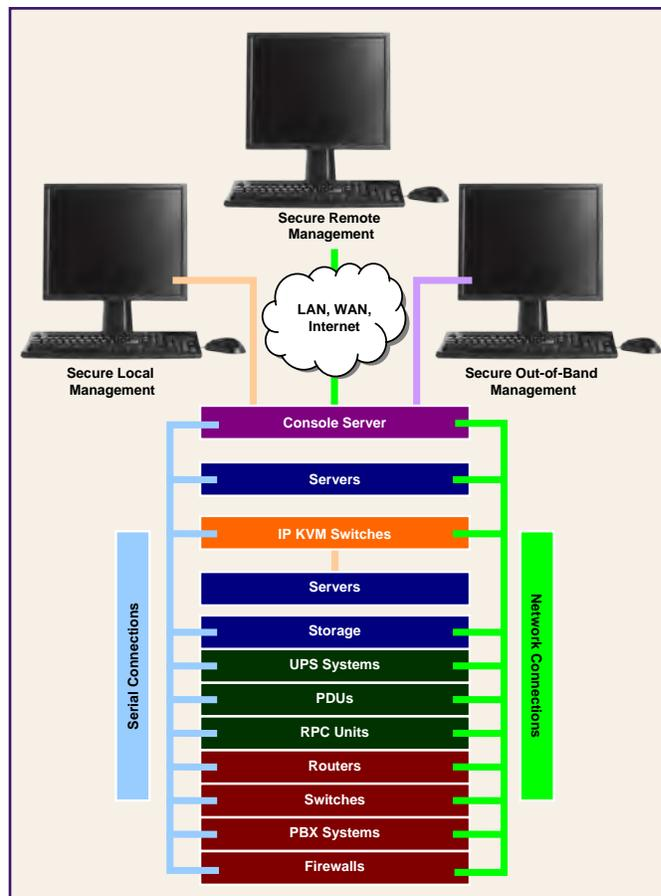 Secure Remote
Management
LAN, WAN,
Internet
Secure Local
Management
Secure Out-of-Band
Management
Console Server
Servers
IP KVM Switches
Servers
Storage
UPS Systems
PDUs
RPC Units
Routers
Switches
PBX Systems
Firewalls
Serial Connections
Network Connections